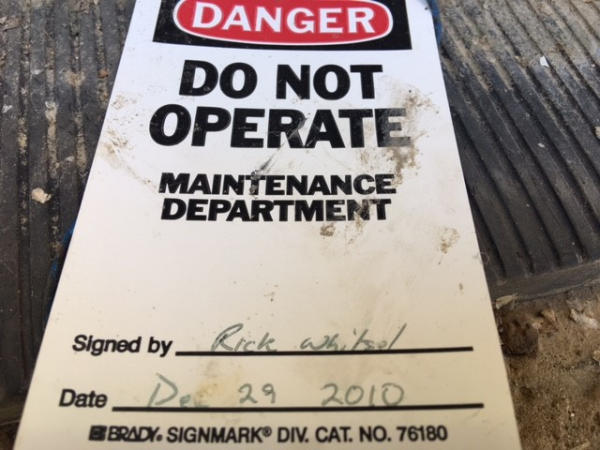 DANGER
DO NOT
OPERATE
MAINTENANCE
DEPARTMENT
Signed by Rick Whitsol
Date Dec 29 2010
BRADY. SIGNMARK® DIV. CAT. NO. 76180